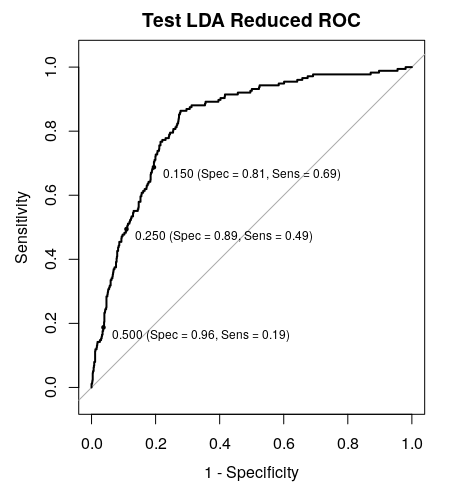 Test LDA Reduced ROC
1.0
0.8
0.6
0.4
0.2
0.0
Sensitivity
0.150 (Spec = 0.81, Sens = 0.69)
0.250 (Spec = 0.89, Sens = 0.49)
0.500 (Spec = 0.96, Sens = 0.19)
0.0 0.2 0.4 0.6 0.8 1.0
1 - Specificity